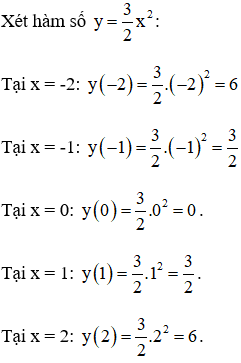 Xét hàm số y = \frac{3}{2}x^2:
Tại x = -2: y(-2) = \frac{3}{2}.(-2)^2 = 6
Tại x = -1: y(-1) = \frac{3}{2}.(-1)^2 = \frac{3}{2}
Tại x = 0: y(0) = \frac{3}{2}.0^2 = 0.
Tại x = 1: y(1) = \frac{3}{2}.1^2 = \frac{3}{2}.
Tại x = 2: y(2) = \frac{3}{2}.2^2 = 6.